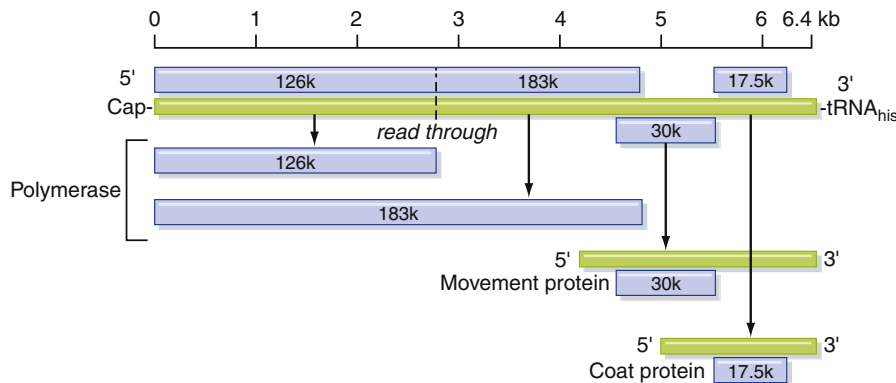 0 1 2 3 4 5 6 6.4 kb
5' 126k 183k 17.5k 3'
Cap- -tRNAhis
read through 30k
126k
Polymerase
183k
5' 3'
Movement protein 30k
5' 3'
Coat protein 17.5k